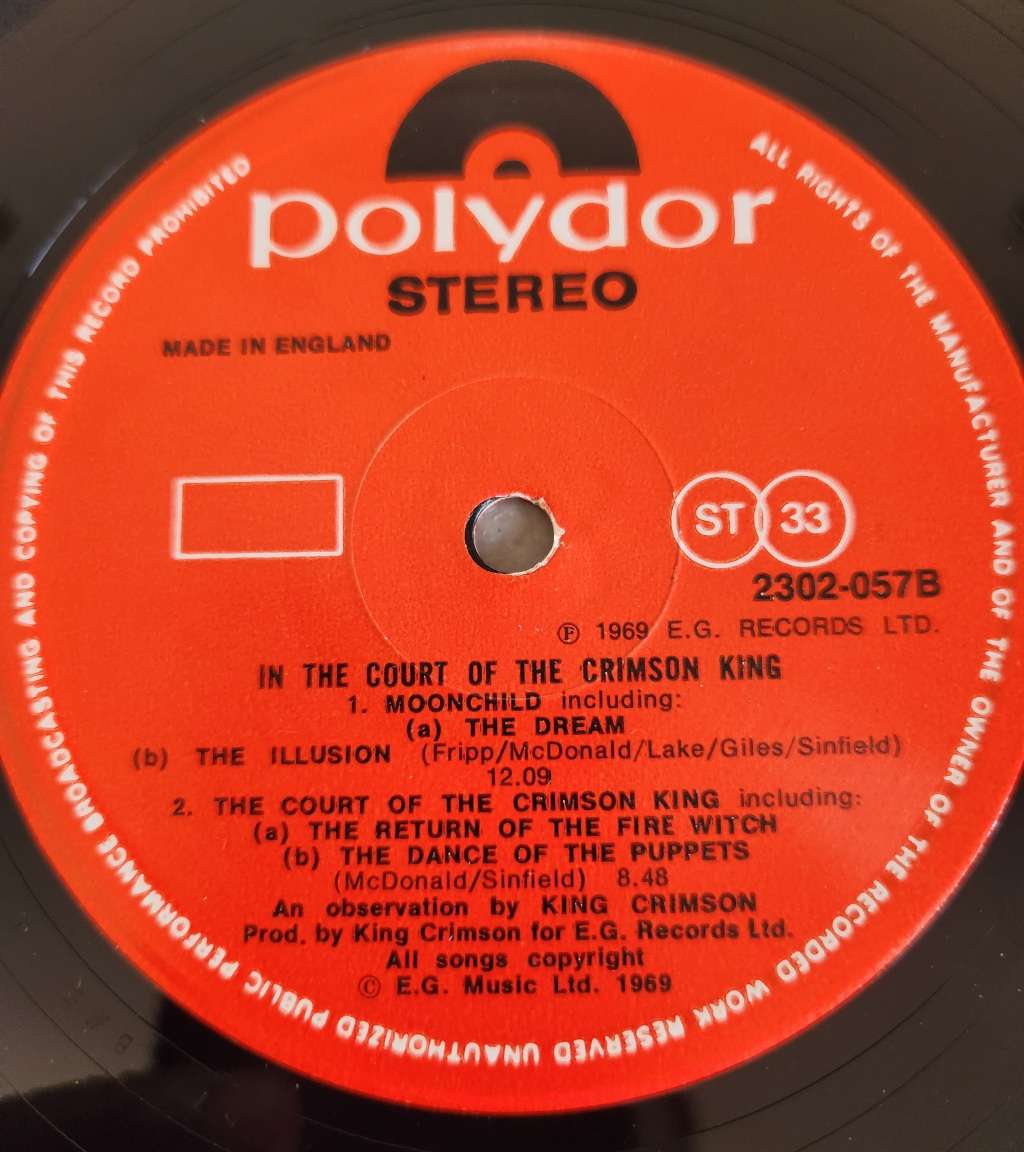 polydor
STEREO
MADE IN ENGLAND
ST 33
2302-057B
Ⓟ 1969 E.G. RECORDS LTD.
IN THE COURT OF THE CRIMSON KING
1. MOONCHILD including:
(a) THE DREAM
(b) THE ILLUSION (Fripp/McDonald/Lake/Giles/Sinfield)
12.09
2. THE COURT OF THE CRIMSON KING including:
(a) THE RETURN OF THE FIRE WITCH
(b) THE DANCE OF THE PUPPETS
(McDonald/Sinfield) 8.48
An observation by KING CRIMSON
Prod. by King Crimson for E.G. Records Ltd.
All songs copyright
© E.G. Music Ltd. 1969
ALL RIGHTS OF THE MANUFACTURER AND OF THE OWNER OF THE RECORDED WORK RESERVED UNAUTHORIZED PUBLIC PERFORMANCE BROADCASTING AND COPYING OF THIS RECORD PROHIBITED